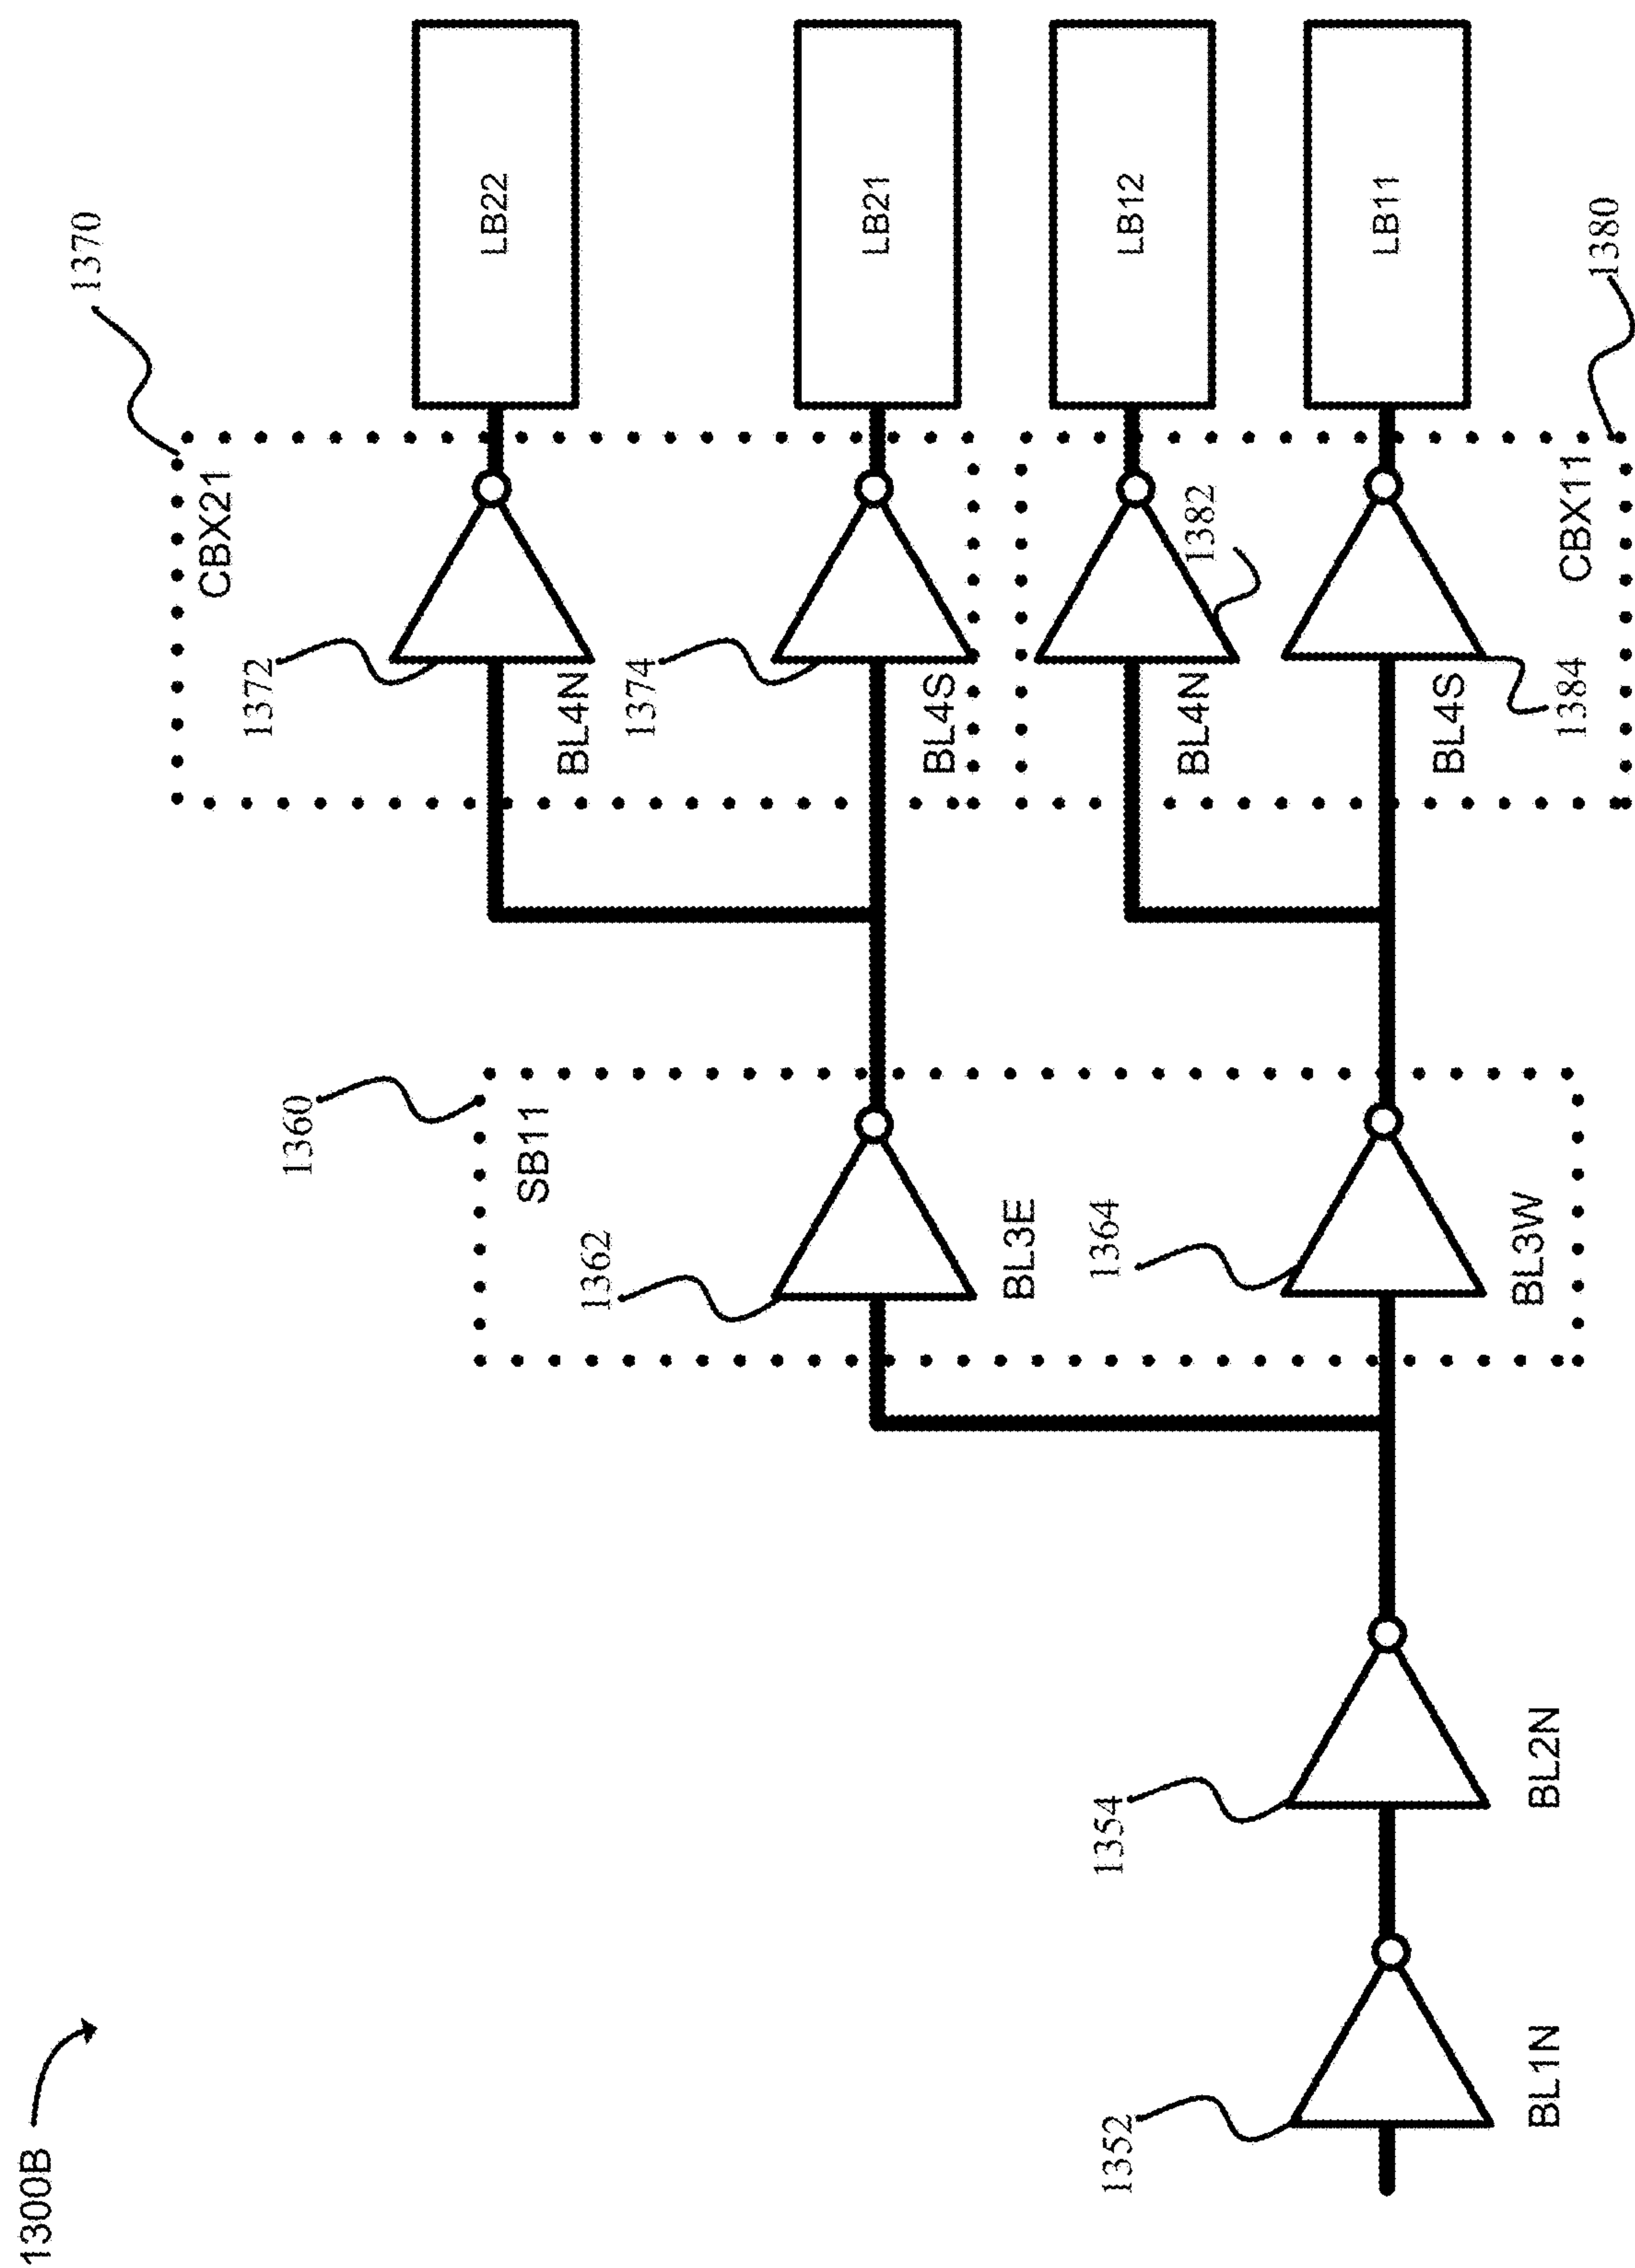 1300B
1352
BL1N
1354
BL2N
1360
SB11
1362
BL3E
1364
BL3W
1370
CBX21
1372
BL4N
1374
BL4S
1382
BL4N
1384
BL4S
CBX11
1380
LB22
LB21
LB12
LB11